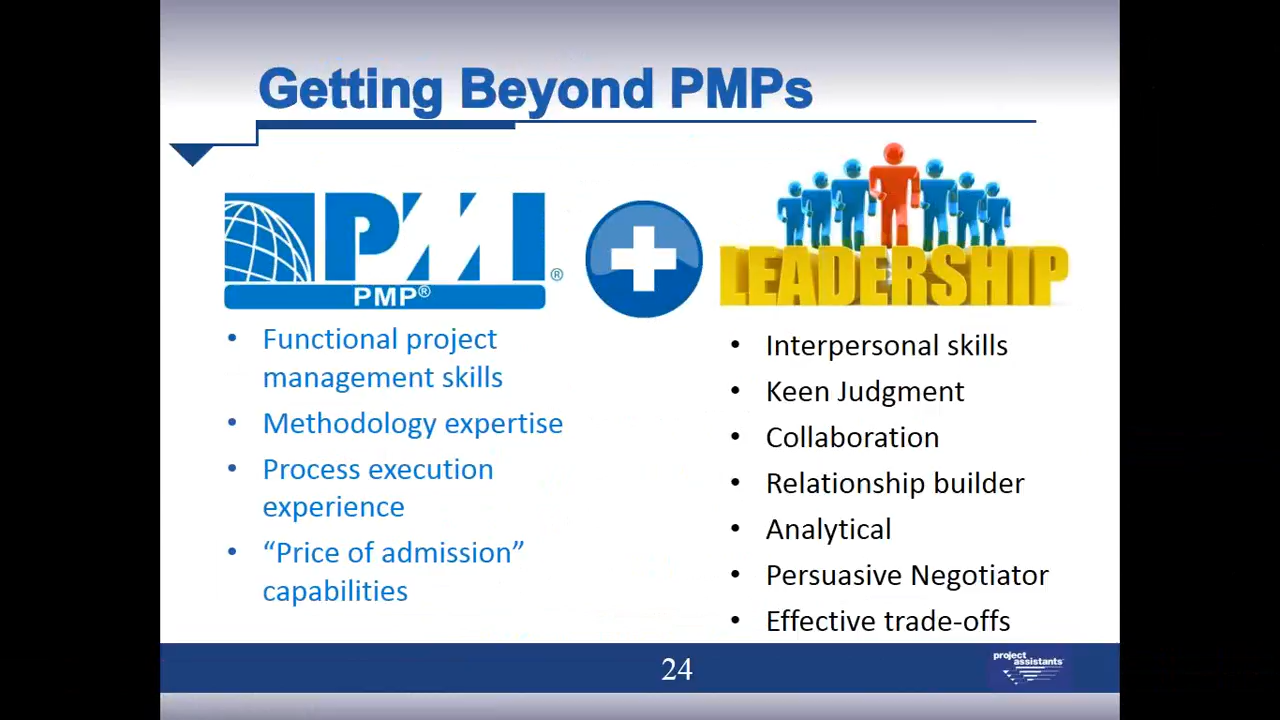 Getting Beyond PMPs
PMI®
PMP®
LEADERSHIP
• Functional project
management skills
• Methodology expertise
• Process execution
experience
• “Price of admission”
capabilities
• Interpersonal skills
• Keen Judgment
• Collaboration
• Relationship builder
• Analytical
• Persuasive Negotiator
• Effective trade-offs
24
project
assistants